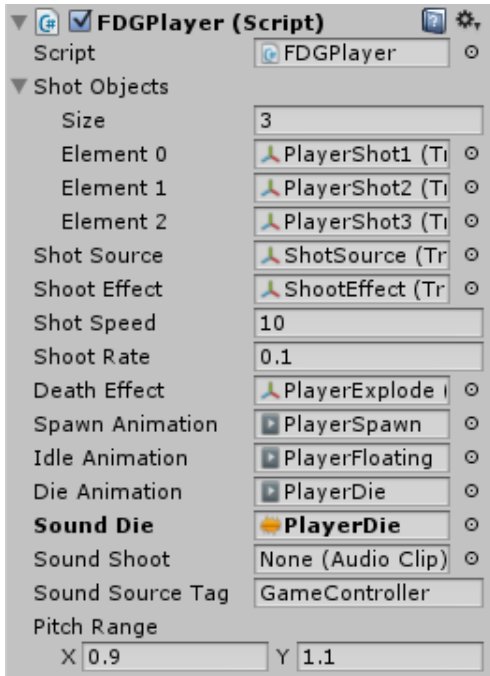 FDGPlayer (Script)
Script FDGPlayer
Shot Objects
Size 3
Element 0 PlayerShot1 (Tr
Element 1 PlayerShot2 (Tr
Element 2 PlayerShot3 (Tr
Shot Source ShotSource (Tr
Shoot Effect ShootEffect (Tr
Shot Speed 10
Shoot Rate 0.1
Death Effect PlayerExplode (
Spawn Animation PlayerSpawn
Idle Animation PlayerFloating
Die Animation PlayerDie
Sound Die PlayerDie
Sound Shoot None (Audio Clip)
Sound Source Tag GameController
Pitch Range
X 0.9 Y 1.1